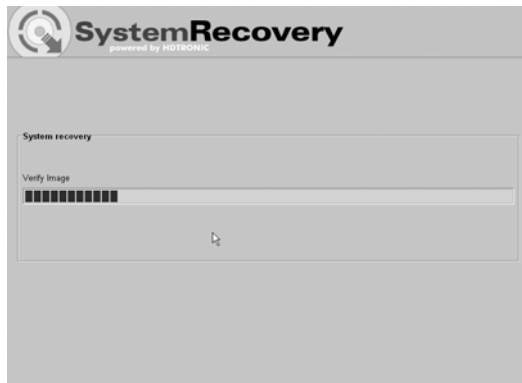 SystemRecovery
powered by HDTRONIC
System recovery
Verify Image